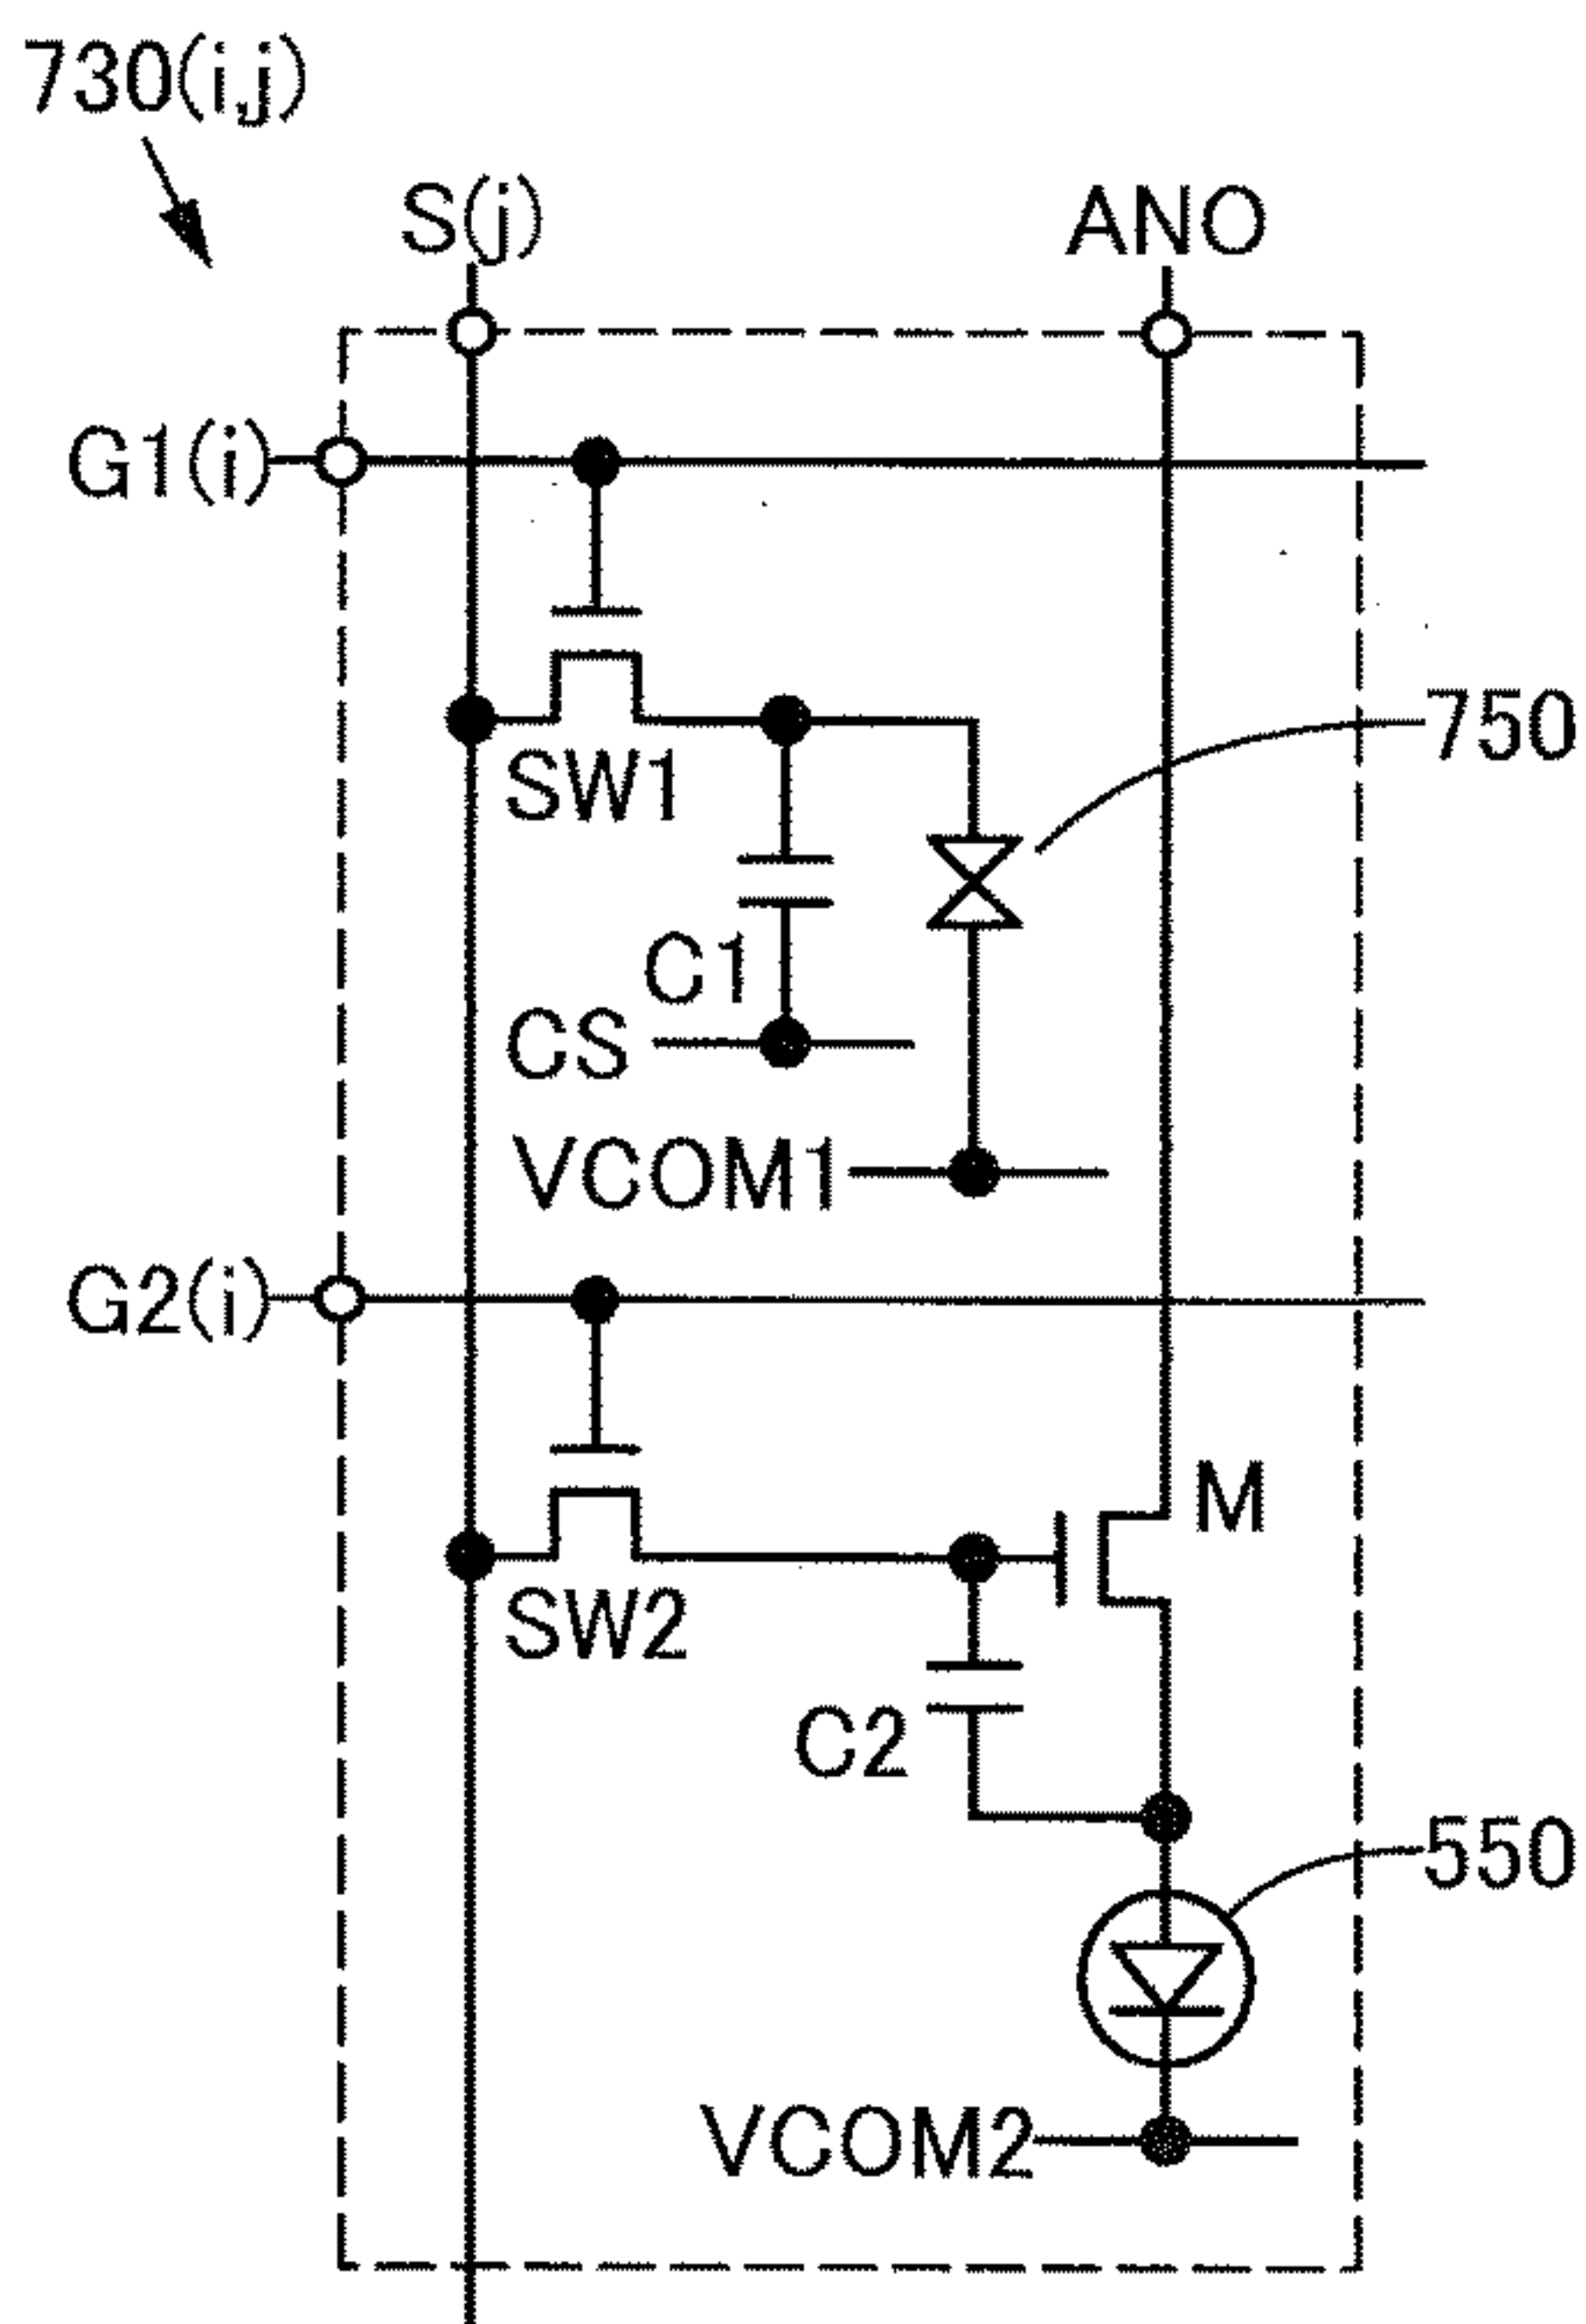 730(i,j)
S(j)
ANO
G1(i)
750
SW1
C1
CS
VCOM1
G2(i)
M
SW2
C2
550
VCOM2